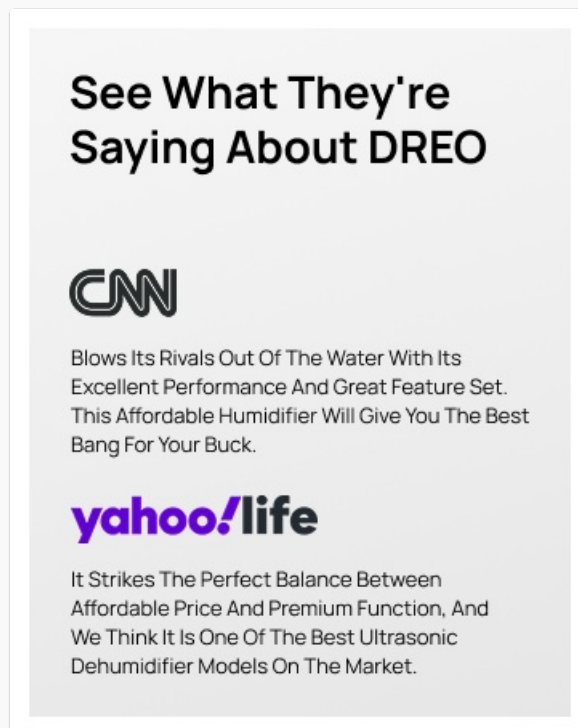 See What They're
Saying About DREO
CNN
Blows Its Rivals Out Of The Water With Its
Excellent Performance And Great Feature Set.
This Affordable Humidifier Will Give You The Best
Bang For Your Buck.
yahoo!life
It Strikes The Perfect Balance Between
Affordable Price And Premium Function, And
We Think It Is One Of The Best Ultrasonic
Dehumidifier Models On The Market.